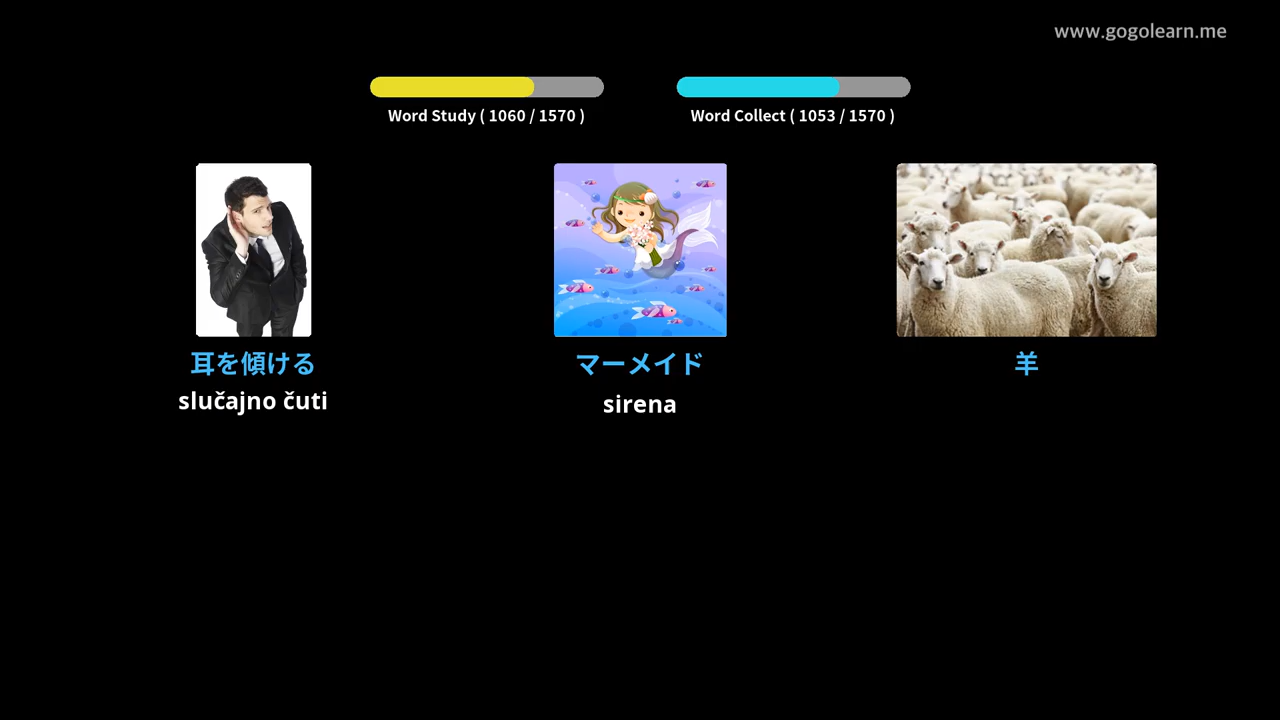 www.gogolearn.me
Word Study ( 1060 / 1570 )
Word Collect ( 1053 / 1570 )
耳を傾ける
マーメイド
羊
slučajno čuti
sirena